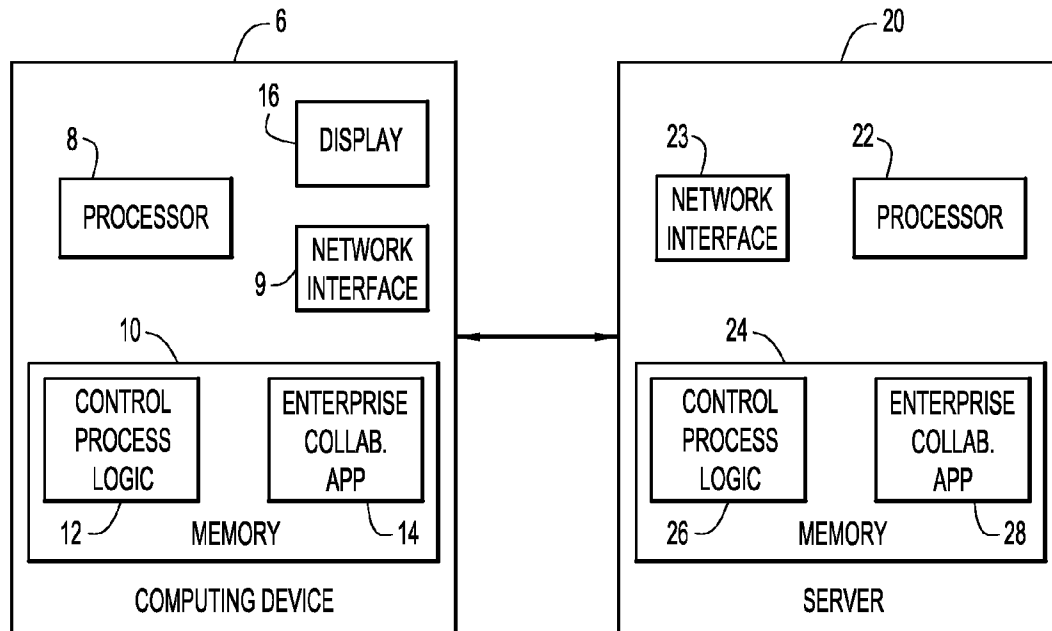 6
16
DISPLAY
8
PROCESSOR
9
NETWORK
INTERFACE
10
CONTROL
PROCESS
LOGIC
12
ENTERPRISE
COLLAB.
APP
14
MEMORY
COMPUTING DEVICE
20
23
NETWORK
INTERFACE
22
PROCESSOR
24
CONTROL
PROCESS
LOGIC
26
ENTERPRISE
COLLAB.
APP
28
MEMORY
SERVER